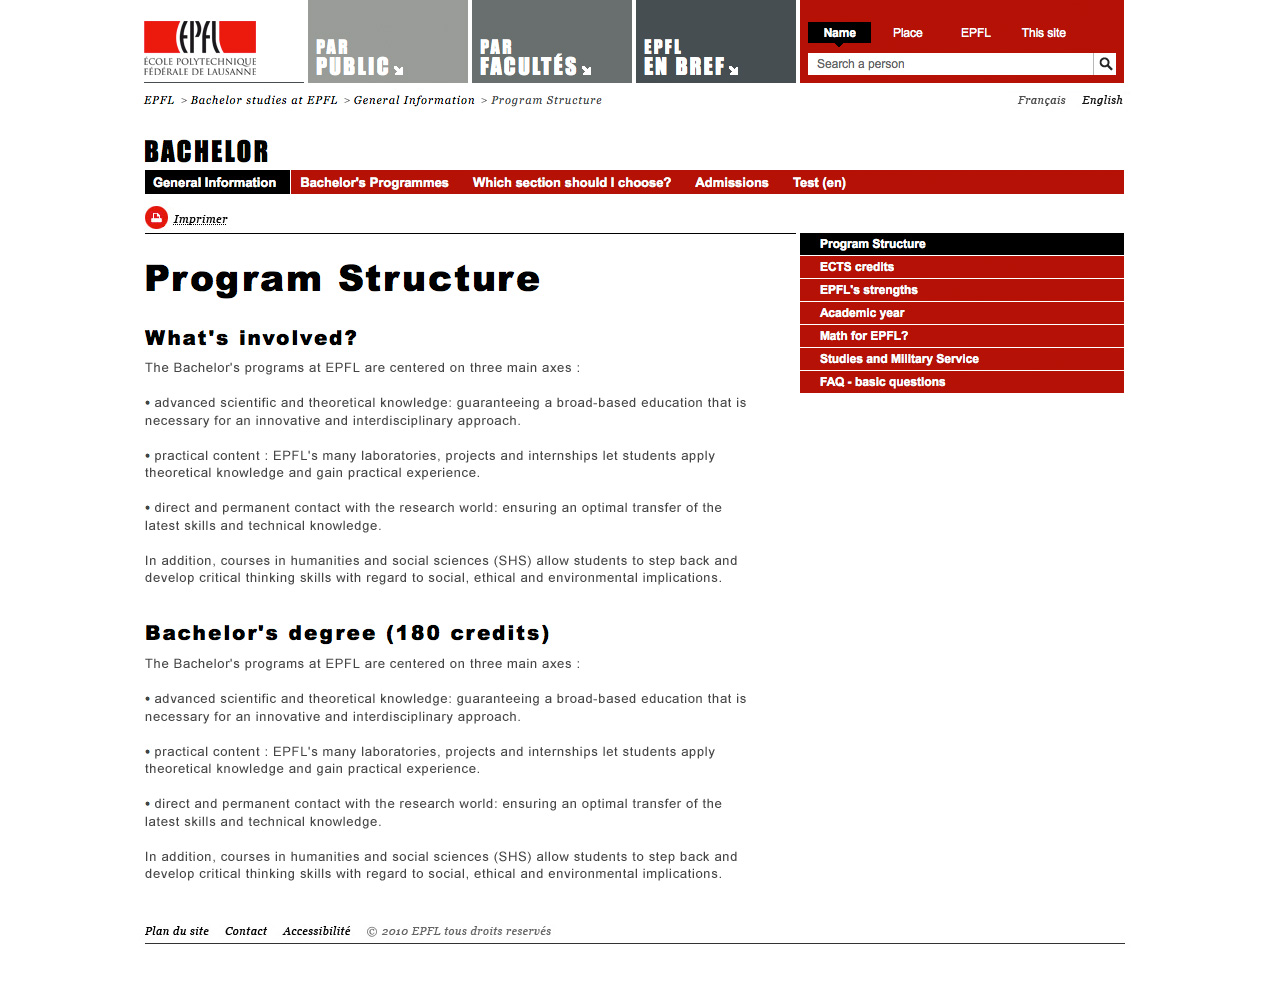 EPFL
ÉCOLE POLYTECHNIQUE
FÉDÉRALE DE LAUSANNE
PAR
PUBLIC
PAR
FACULTÉS
EPFL
EN BREF
Name Place EPFL This site
Search a person
EPFL > Bachelor studies at EPFL > General Information > Program Structure
Français English
BACHELOR
General Information Bachelor's Programmes Which section should I choose? Admissions Test (en)
Imprimer
Program Structure
What's involved?
The Bachelor's programs at EPFL are centered on three main axes :
• advanced scientific and theoretical knowledge: guaranteeing a broad-based education that is
necessary for an innovative and interdisciplinary approach.
• practical content : EPFL's many laboratories, projects and internships let students apply
theoretical knowledge and gain practical experience.
• direct and permanent contact with the research world: ensuring an optimal transfer of the
latest skills and technical knowledge.
In addition, courses in humanities and social sciences (SHS) allow students to step back and
develop critical thinking skills with regard to social, ethical and environmental implications.
Bachelor's degree (180 credits)
The Bachelor's programs at EPFL are centered on three main axes :
• advanced scientific and theoretical knowledge: guaranteeing a broad-based education that is
necessary for an innovative and interdisciplinary approach.
• practical content : EPFL's many laboratories, projects and internships let students apply
theoretical knowledge and gain practical experience.
• direct and permanent contact with the research world: ensuring an optimal transfer of the
latest skills and technical knowledge.
In addition, courses in humanities and social sciences (SHS) allow students to step back and
develop critical thinking skills with regard to social, ethical and environmental implications.
Program Structure
ECTS credits
EPFL's strengths
Academic year
Math for EPFL?
Studies and Military Service
FAQ - basic questions
Plan du site Contact Accessibilité © 2010 EPFL tous droits reservés